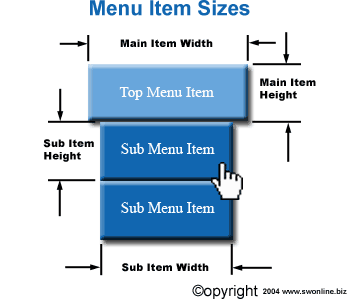 Menu Item Sizes
Main Item Width
Top Menu Item
Main Item
Height
Sub Item
Height
Sub Menu Item
Sub Menu Item
Sub Item Width
©opyright 2004 www.swonline.biz